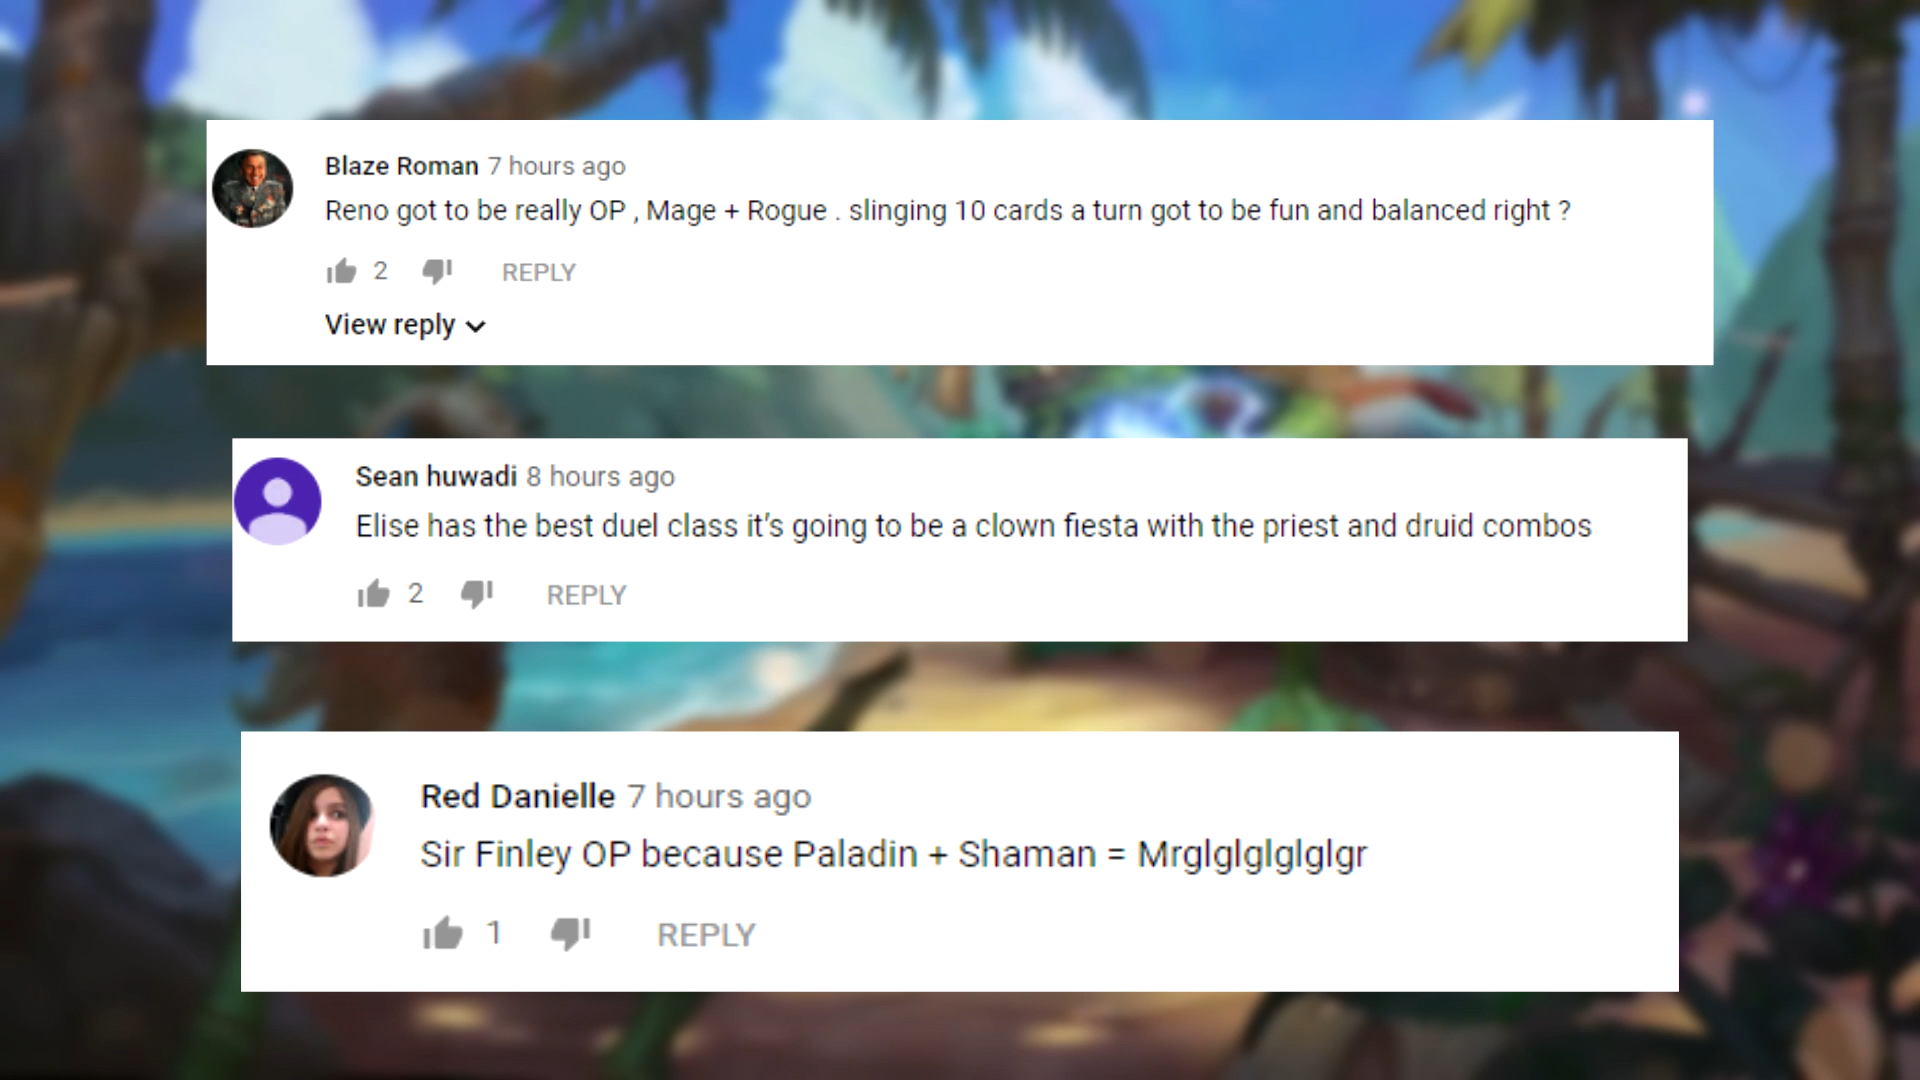 Blaze Roman 7 hours ago
Reno got to be really OP , Mage + Rogue . slinging 10 cards a turn got to be fun and balanced right ?
2 REPLY
View reply
Sean huwadi 8 hours ago
Elise has the best duel class it's going to be a clown fiesta with the priest and druid combos
2 REPLY
Red Danielle 7 hours ago
Sir Finley OP because Paladin + Shaman = Mrglglglglglgr
1 REPLY